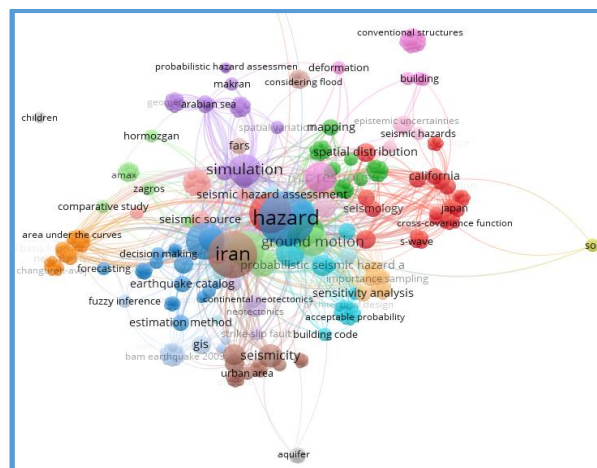 conventional structures
probabilistic hazard assessmen
deformation
makran
considering flood
building
arabian sea
children
epistemic uncertainties
hormozgan
mapping
seismic hazards
fars
spatial distribution
simulation
amax
california
zagros
seismic hazard assessment
comparative study
japan
hazard
seismology
cross-covariance function
seismic source
area under the curves
ground motion
s-wave
so
iran
decision making
probabilistic seismic hazard a
forecasting
importance sampling
earthquake catalog
continental neotectonics
sensitivity analysis
fuzzy inference
neotectonics
acceptable probability
estimation method
strike-slip fault
building code
gis
seismicity
urban area
aquifer